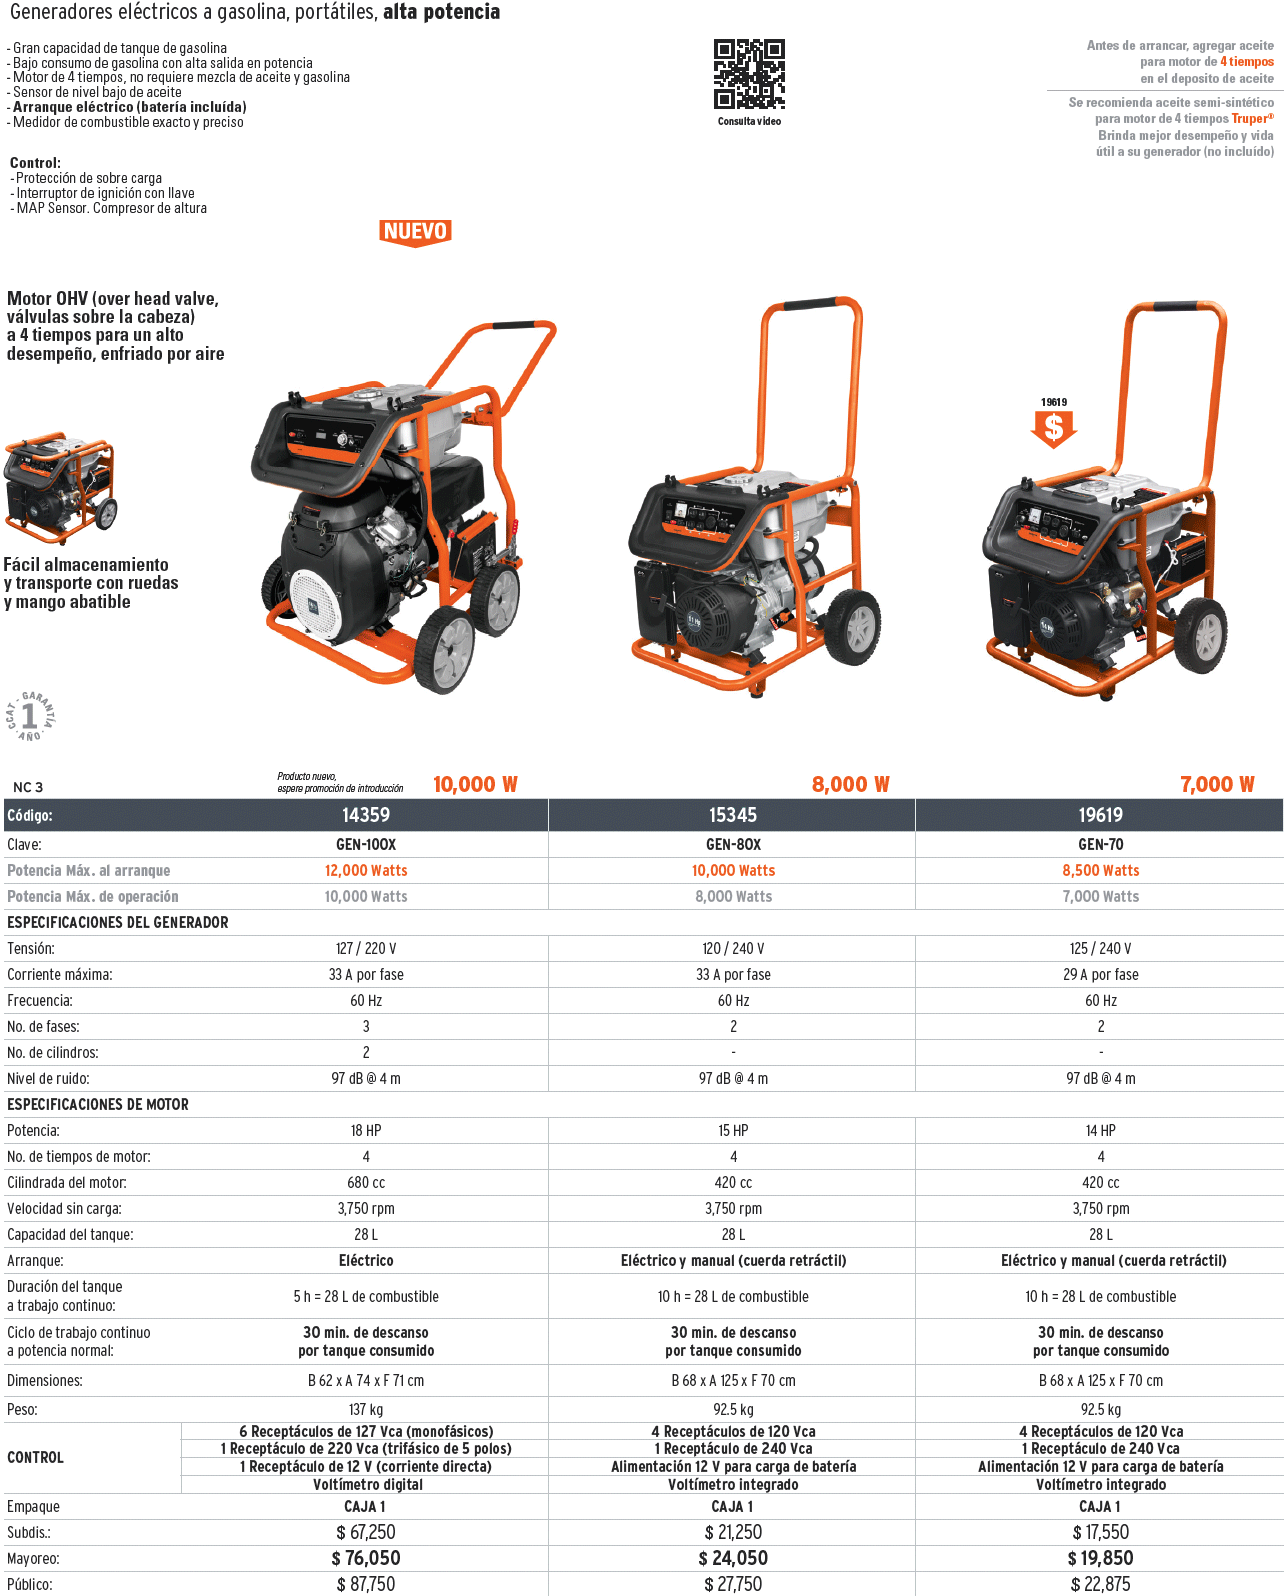 Generadores eléctricos a gasolina, portátiles, alta potencia
- Gran capacidad de tanque de gasolina
- Bajo consumo de gasolina con alta salida en potencia
- Motor de 4 tiempos, no requiere mezcla de aceite y gasolina
- Sensor de nivel bajo de aceite
- Arranque eléctrico (batería incluída)
- Medidor de combustible exacto y preciso
Control:
- Protección de sobre carga
- Interruptor de ignición con llave
- MAP Sensor. Compresor de altura
Consulta video
Antes de arrancar, agregar aceite
para motor de 4 tiempos
en el deposito de aceite
Se recomienda aceite semi-sintético
para motor de 4 tiempos Truper®
Brinda mejor desempeño y vida
útil a su generador (no incluído)
NUEVO
Motor OHV (over head valve,
válvulas sobre la cabeza)
a 4 tiempos para un alto
desempeño, enfriado por aire
19619
$
Fácil almacenamiento
y transporte con ruedas
y mango abatible
CCAT · GARANTÍA
1
AÑO
NC 3
Producto nuevo,
espere promoción de introducción
10,000 W
8,000 W
7,000 W
Código: 14359 15345 19619
Clave: GEN-100X GEN-80X GEN-70
Potencia Máx. al arranque 12,000 Watts 10,000 Watts 8,500 Watts
Potencia Máx. de operación 10,000 Watts 8,000 Watts 7,000 Watts
ESPECIFICACIONES DEL GENERADOR
Tensión: 127 / 220 V 120 / 240 V 125 / 240 V
Corriente máxima: 33 A por fase 33 A por fase 29 A por fase
Frecuencia: 60 Hz 60 Hz 60 Hz
No. de fases: 3 2 2
No. de cilindros: 2 - -
Nivel de ruido: 97 dB @ 4 m 97 dB @ 4 m 97 dB @ 4 m
ESPECIFICACIONES DE MOTOR
Potencia: 18 HP 15 HP 14 HP
No. de tiempos de motor: 4 4 4
Cilindrada del motor: 680 cc 420 cc 420 cc
Velocidad sin carga: 3,750 rpm 3,750 rpm 3,750 rpm
Capacidad del tanque: 28 L 28 L 28 L
Arranque: Eléctrico Eléctrico y manual (cuerda retráctil) Eléctrico y manual (cuerda retráctil)
Duración del tanque
a trabajo continuo: 5 h = 28 L de combustible 10 h = 28 L de combustible 10 h = 28 L de combustible
Ciclo de trabajo continuo 30 min. de descanso 30 min. de descanso 30 min. de descanso
a potencia normal: por tanque consumido por tanque consumido por tanque consumido
Dimensiones: B 62 x A 74 x F 71 cm B 68 x A 125 x F 70 cm B 68 x A 125 x F 70 cm
Peso: 137 kg 92.5 kg 92.5 kg
CONTROL
6 Receptáculos de 127 Vca (monofásicos) 4 Receptáculos de 120 Vca 4 Receptáculos de 120 Vca
1 Receptáculo de 220 Vca (trifásico de 5 polos) 1 Receptáculo de 240 Vca 1 Receptáculo de 240 Vca
1 Receptáculo de 12 V (corriente directa) Alimentación 12 V para carga de batería Alimentación 12 V para carga de batería
Voltímetro digital Voltímetro integrado Voltímetro integrado
Empaque CAJA 1 CAJA 1 CAJA 1
Subdis.: $ 67,250 $ 21,250 $ 17,550
Mayoreo: $ 76,050 $ 24,050 $ 19,850
Público: $ 87,750 $ 27,750 $ 22,875